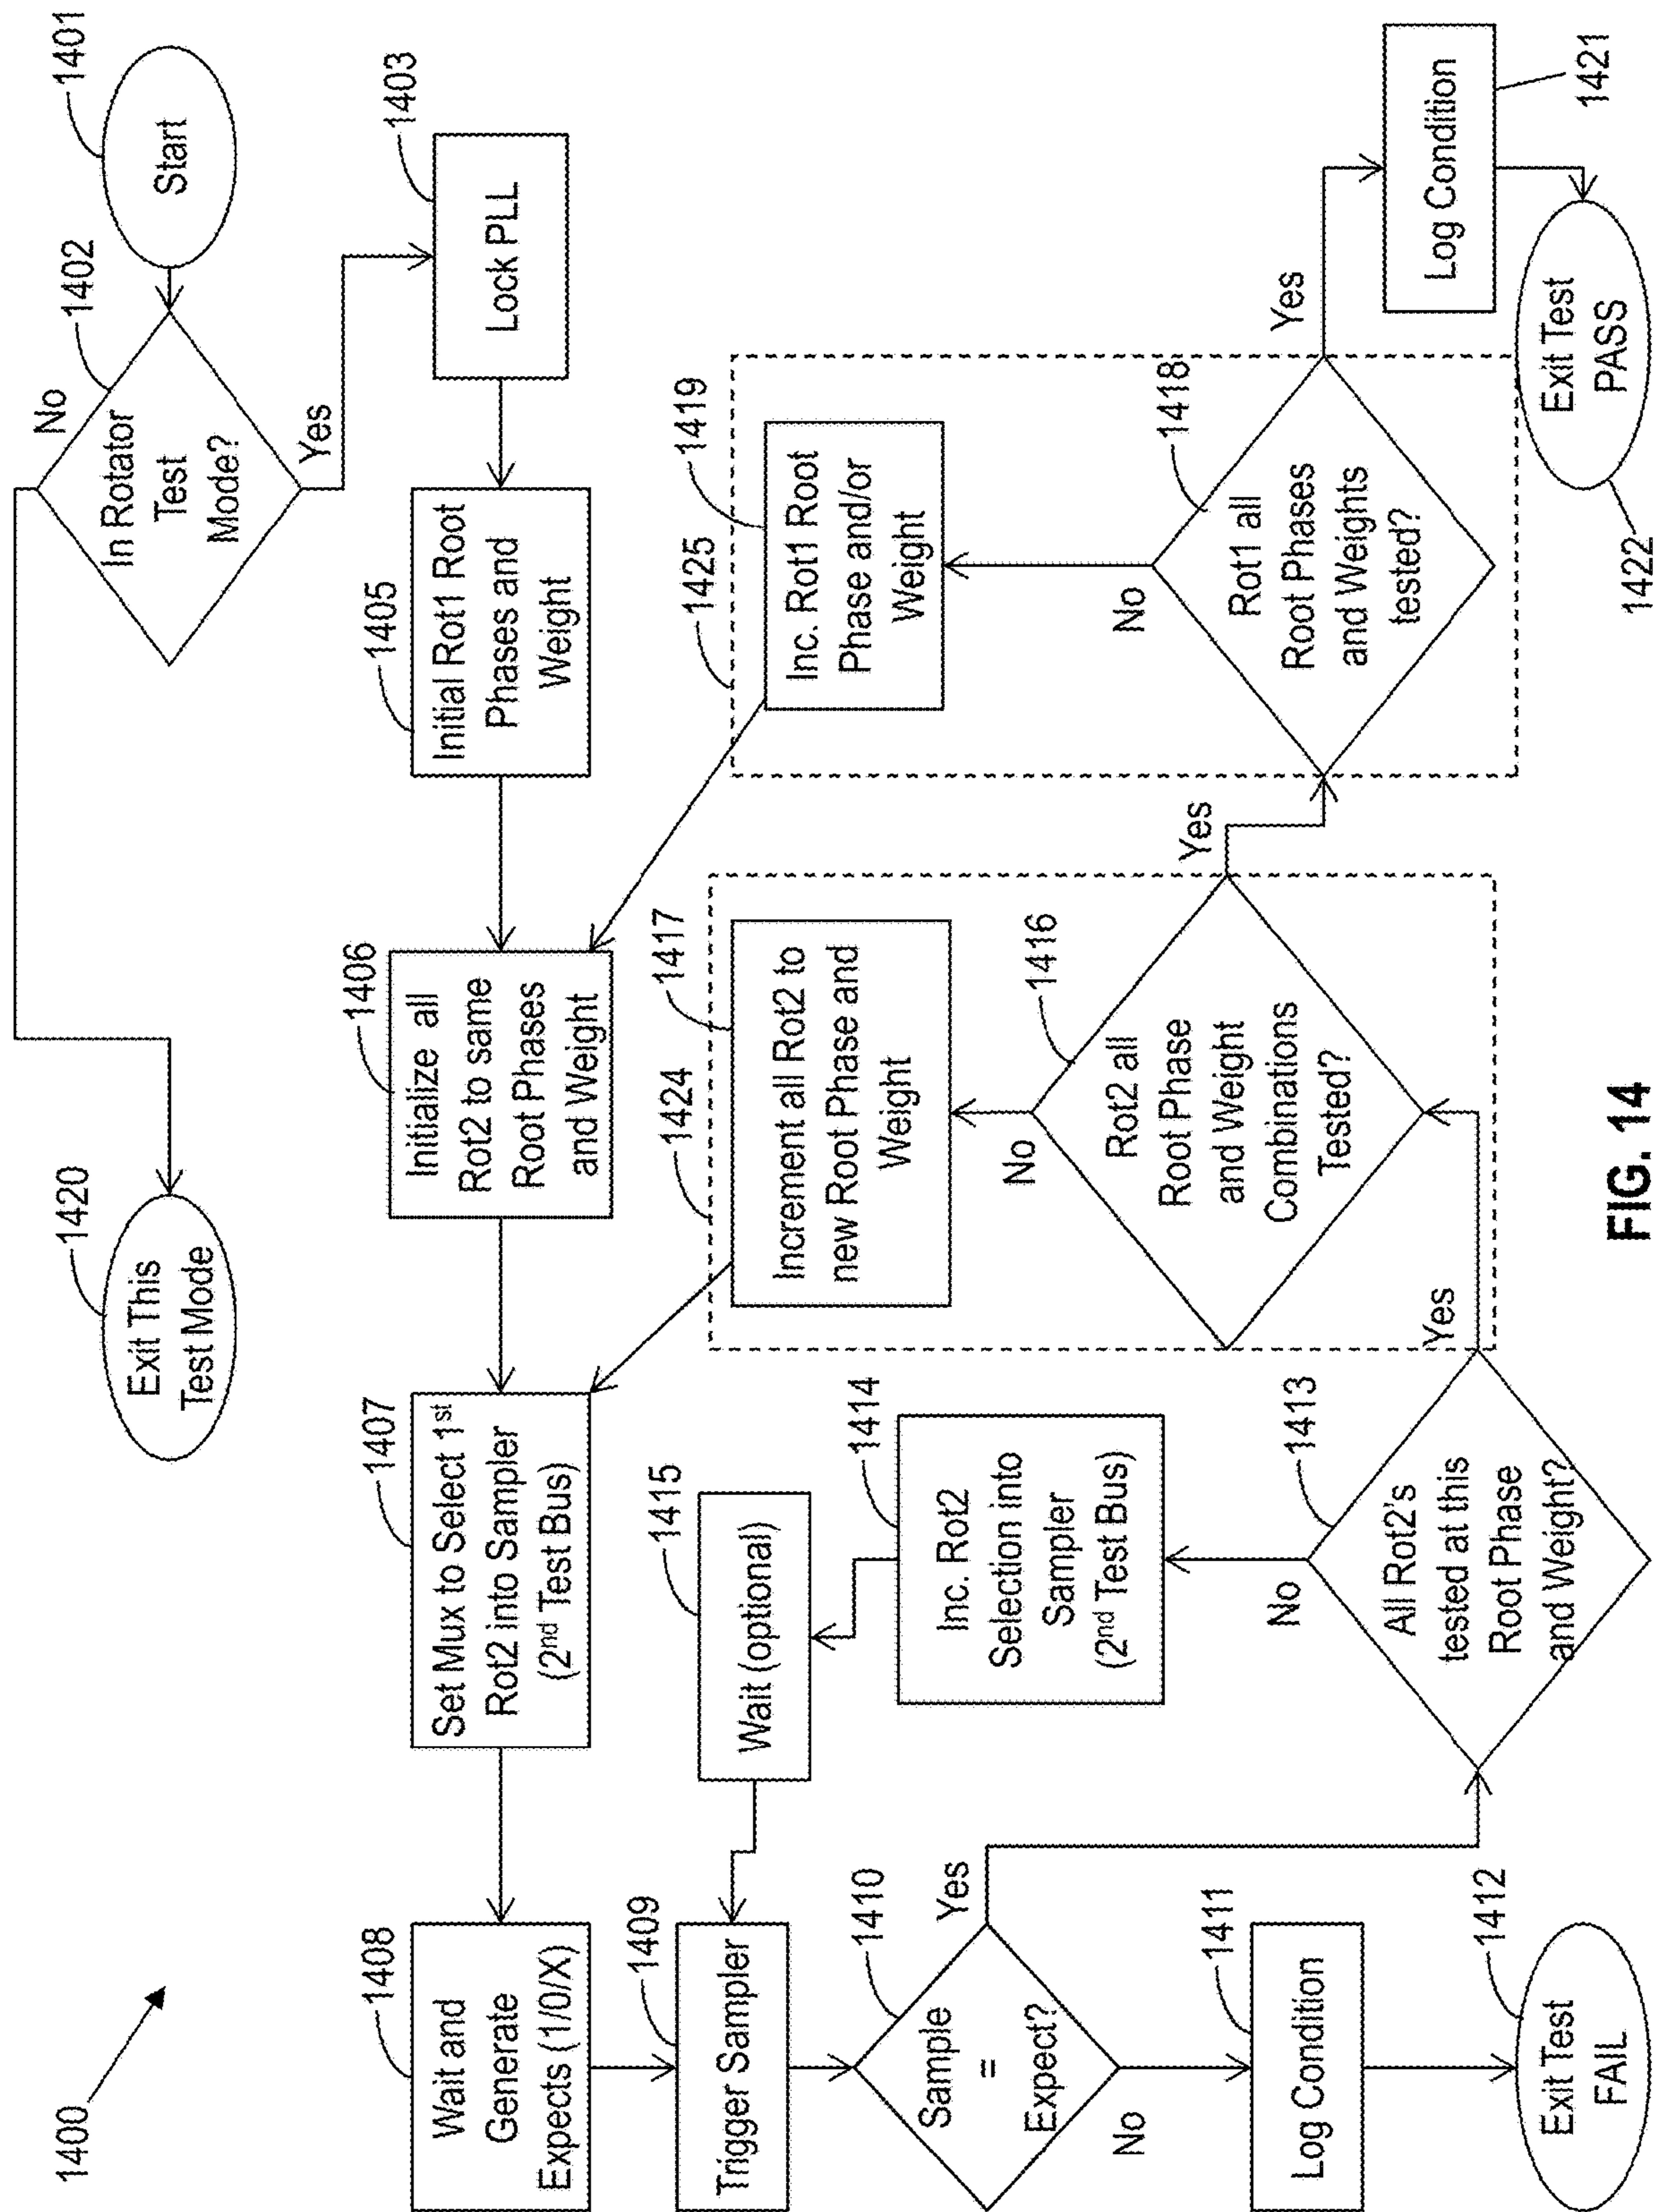 1400
1401
Start
1402
In Rotator
Test
Mode?
No
Yes
1420
Exit This
Test Mode
1403
Lock PLL
1405
Initial Rot1 Root
Phases and
Weight
1406
Initialize all
Rot2 to same
Root Phases
and Weight
1407
Set Mux to Select 1st
Rot2 into Sampler
(2nd Test Bus)
1408
Wait and
Generate
Expects (1/0/X)
1409
Trigger Sampler
1410
Sample
=
Expect?
Yes
No
1411
Log Condition
1412
Exit Test
FAIL
1413
All Rot2's
tested at this
Root Phase
and Weight?
No
Yes
1414
Inc. Rot2
Selection into
Sampler
(2nd Test Bus)
1415
Wait (optional)
1424
1416
Rot2 all
Root Phase
and Weight
Combinations
Tested?
No
Yes
1417
Increment all Rot2 to
new Root Phase and
Weight
1425
1418
Rot1 all
Root Phases
and Weights
tested?
No
Yes
1419
Inc. Rot1 Root
Phase and/or
Weight
1421
Log Condition
1422
Exit Test
PASS
FIG. 14